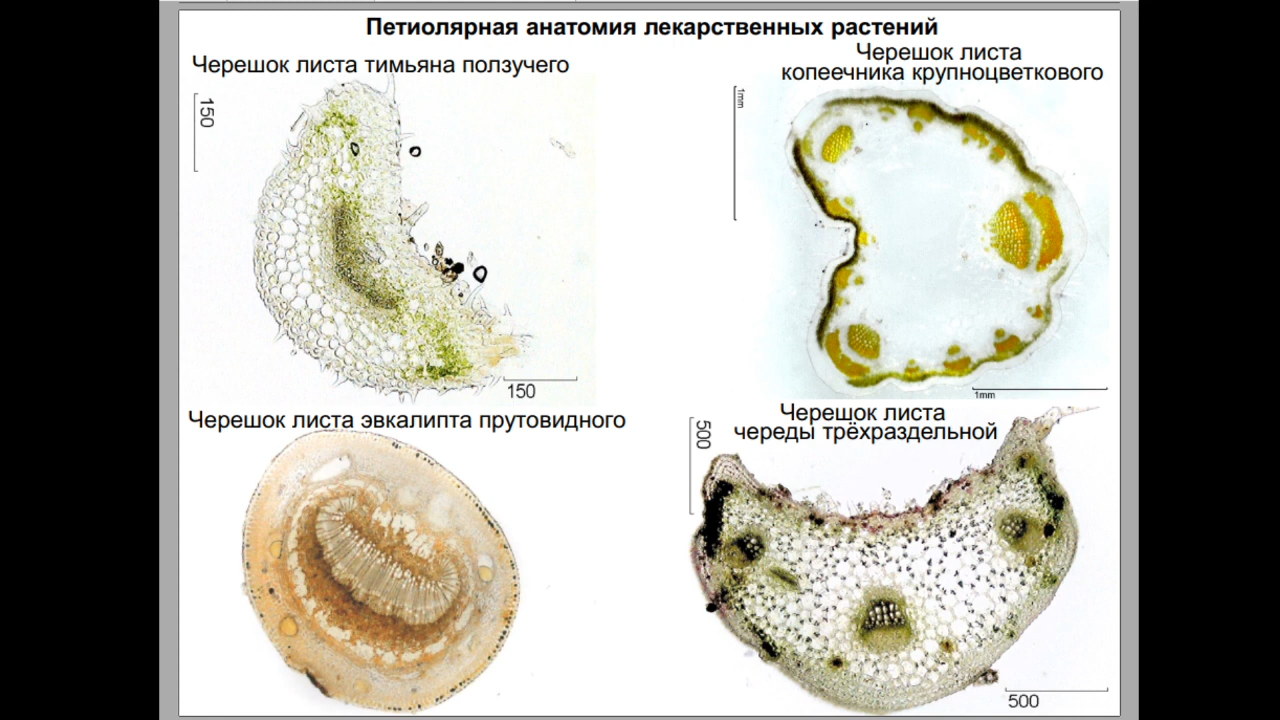 Петиолярная анатомия лекарственных растений
Черешок листа тимьяна ползучего
150
150
Черешок листа
копеечника крупноцветкового
1mm
1mm
Черешок листа эвкалипта прутовидного
Черешок листа
череды трёхраздельной
500
500